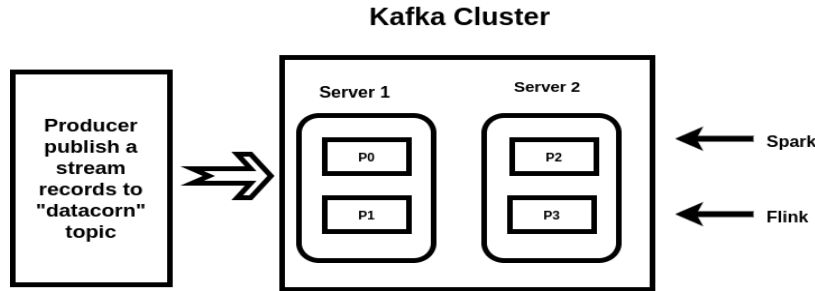 Kafka Cluster
Producer
publish a
stream
records to
"datacorn"
topic
Server 1
P0
P1
Server 2
P2
P3
Spark
Flink